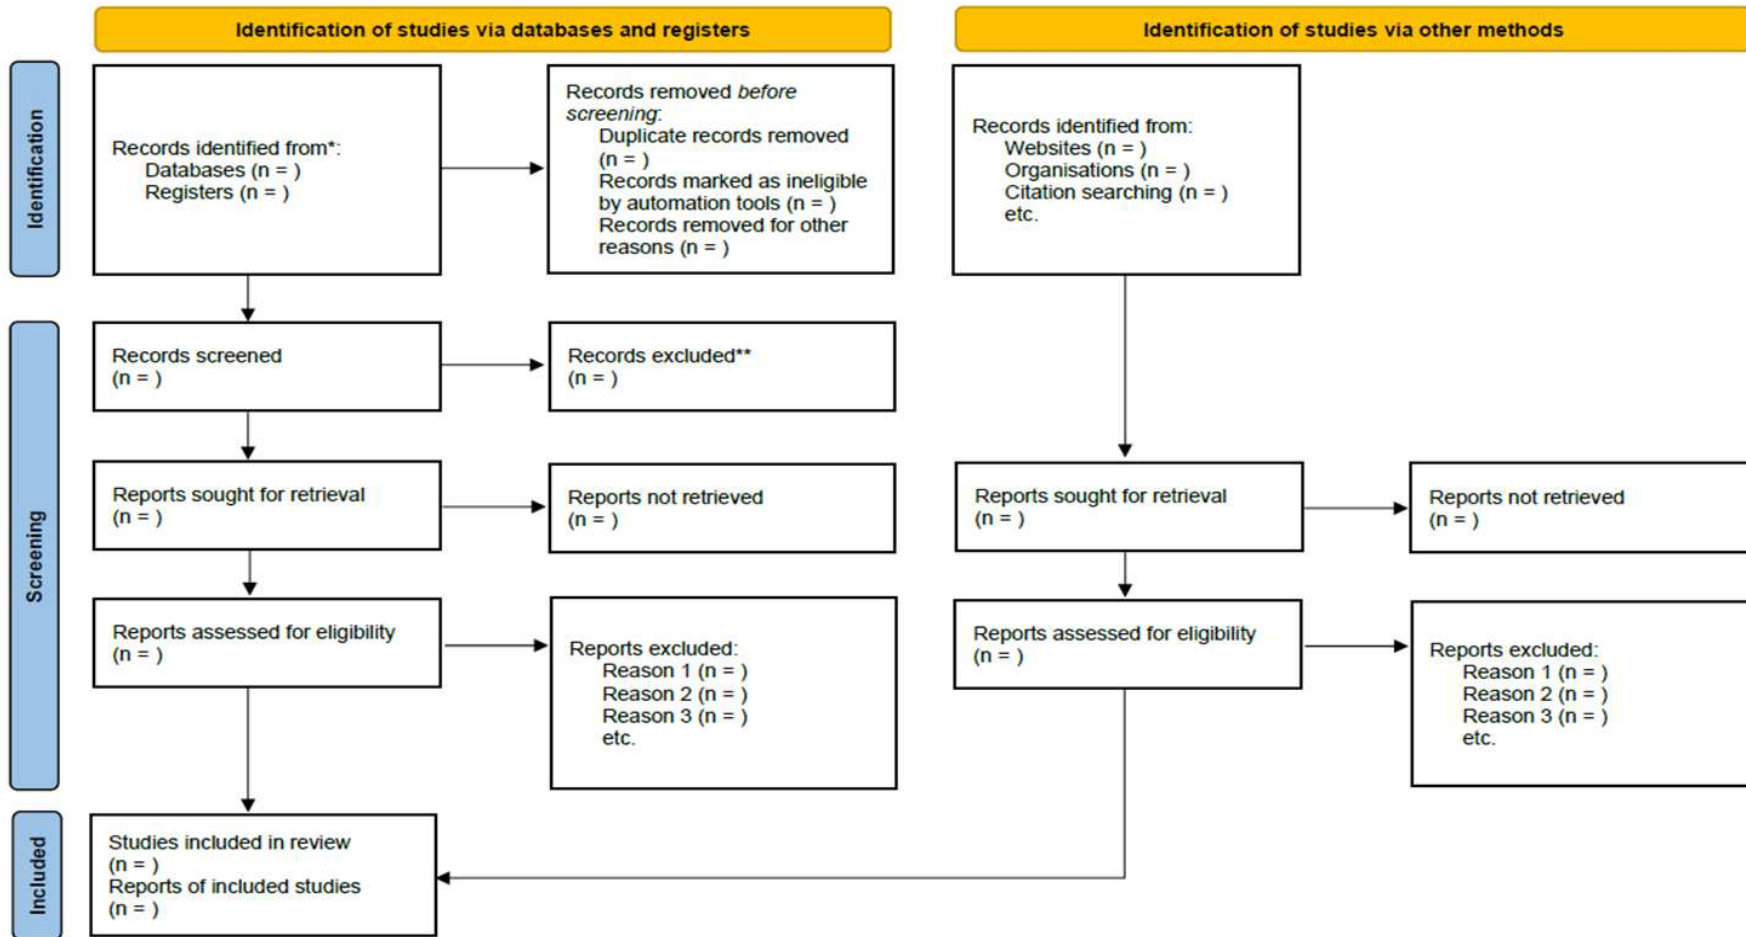 Identification of studies via databases and registers
Identification of studies via other methods
Identification
Records identified from*:
Databases (n = )
Registers (n = )
Records removed before
screening:
Duplicate records removed
(n = )
Records marked as ineligible
by automation tools (n = )
Records removed for other
reasons (n = )
Records identified from:
Websites (n = )
Organisations (n = )
Citation searching (n = )
etc.
Screening
Records screened
(n = )
Records excluded**
(n = )
Reports sought for retrieval
(n = )
Reports not retrieved
(n = )
Reports sought for retrieval
(n = )
Reports not retrieved
(n = )
Reports assessed for eligibility
(n = )
Reports excluded:
Reason 1 (n = )
Reason 2 (n = )
Reason 3 (n = )
etc.
Reports assessed for eligibility
(n = )
Reports excluded:
Reason 1 (n = )
Reason 2 (n = )
Reason 3 (n = )
etc.
Included
Studies included in review
(n = )
Reports of included studies
(n = )